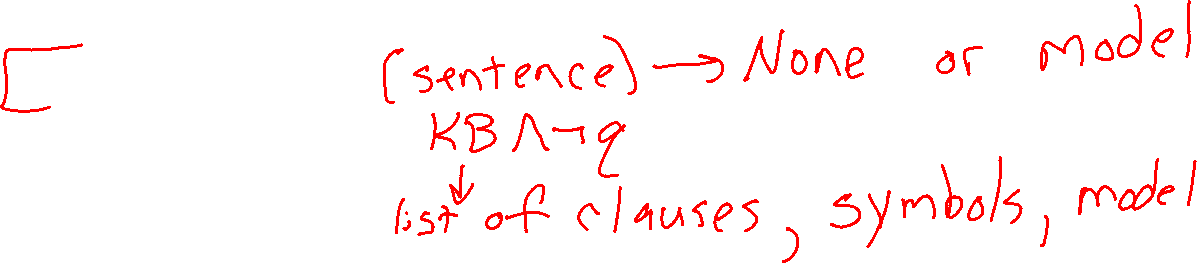 (sentence) → None or model
KB ∧ ¬ q
↓
list of clauses, symbols, model